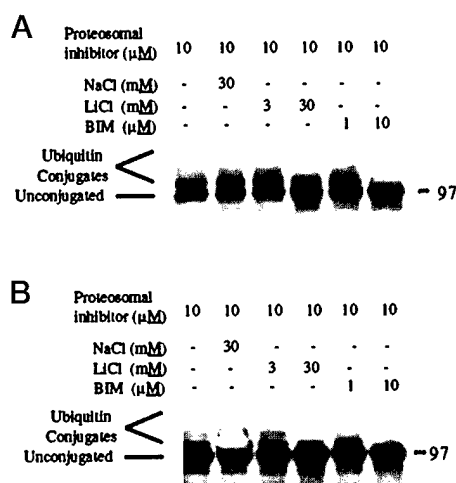 A
Proteosomal
inhibitor (μM) 10 10 10 10 10 10
NaCl (mM) - 30 - - - -
LiCl (mM) - - 3 30 - -
BIM (μM) - - - - 1 10
Ubiquitin
Conjugates
Unconjugated
97
B
Proteosomal
inhibitor (μM) 10 10 10 10 10 10
NaCl (mM) - 30 - - - -
LiCl (mM) - - 3 30 - -
BIM (μM) - - - - 1 10
Ubiquitin
Conjugates
Unconjugated
97